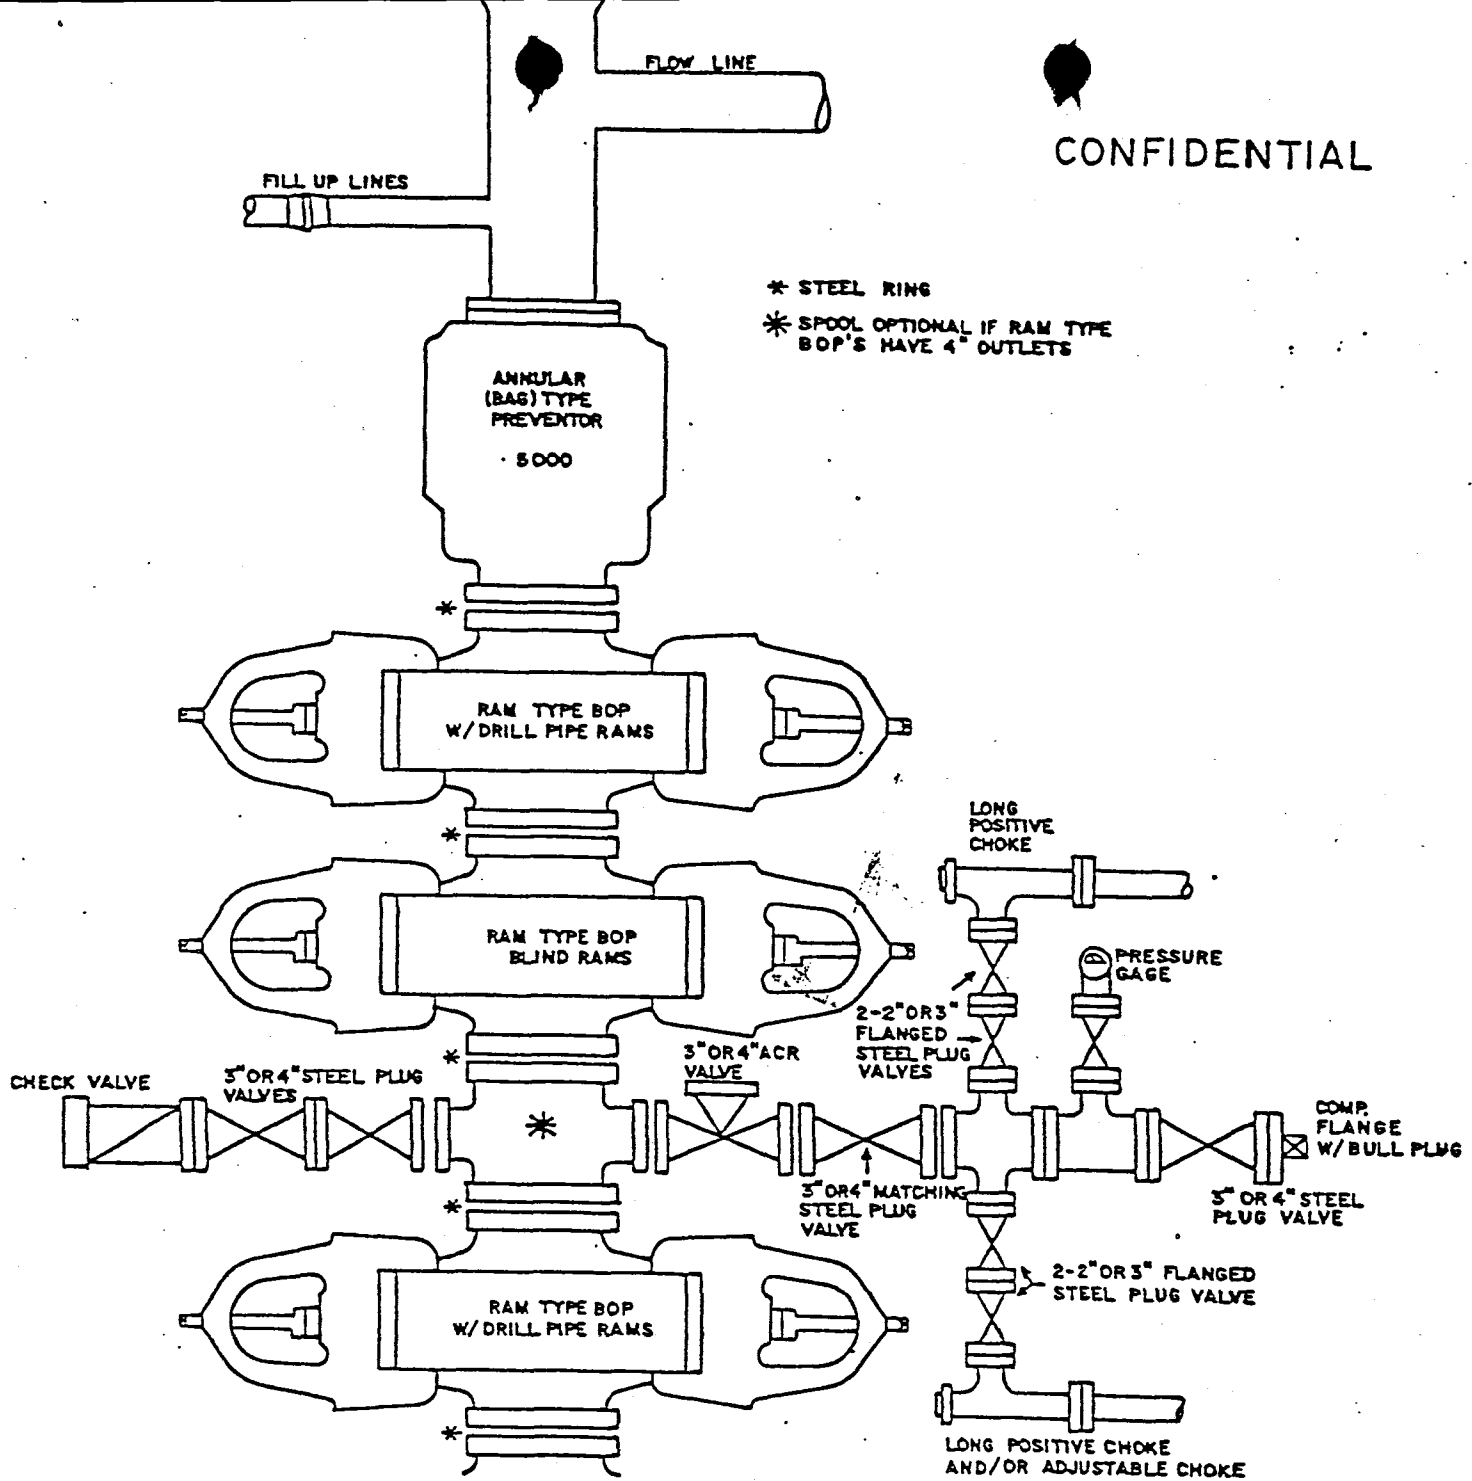 FLOW LINE
CONFIDENTIAL
FILL UP LINES
* STEEL RING
* SPOOL OPTIONAL IF RAM TYPE
BOP'S HAVE 4" OUTLETS
ANNULAR
(BAG) TYPE
PREVENTOR
5000
*
RAM TYPE BOP
W/DRILL PIPE RAMS
*
LONG
POSITIVE
CHOKE
RAM TYPE BOP
BLIND RAMS
PRESSURE
GAGE
2-2" OR 3"
FLANGED
STEEL PLUG
VALVES
*
3" OR 4" ACR
VALVE
CHECK VALVE
3" OR 4" STEEL PLUG
VALVES
*
COMP.
FLANGE
W/BULL PLUG
3" OR 4" MATCHING
STEEL PLUG
VALVE
3" OR 4" STEEL
PLUG VALVE
*
2-2" OR 3" FLANGED
STEEL PLUG VALVE
RAM TYPE BOP
W/DRILL PIPE RAMS
*
LONG POSITIVE CHOKE
AND/OR ADJUSTABLE CHOKE